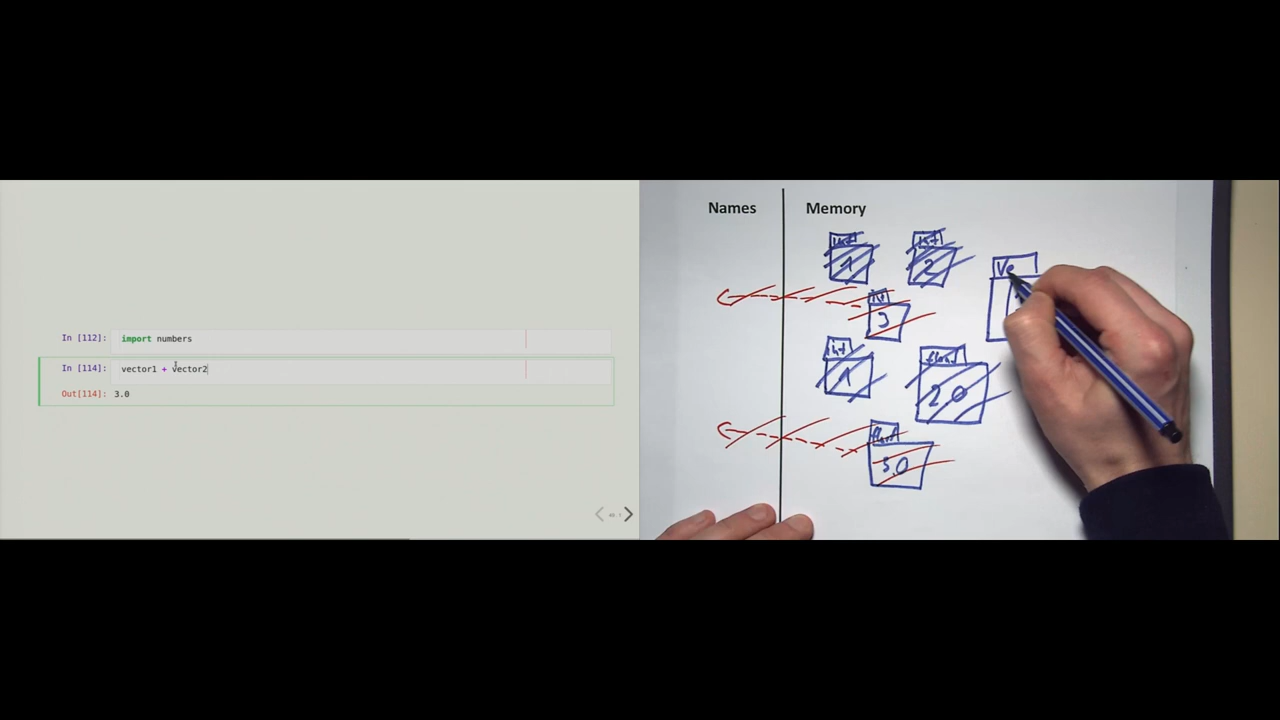 In [112]: import numbers
In [114]: vector1 + vector2
Out[114]: 3.0
Names Memory
int
1
int
2
Ve
int
3
int
1
float
2.0
float
3.0